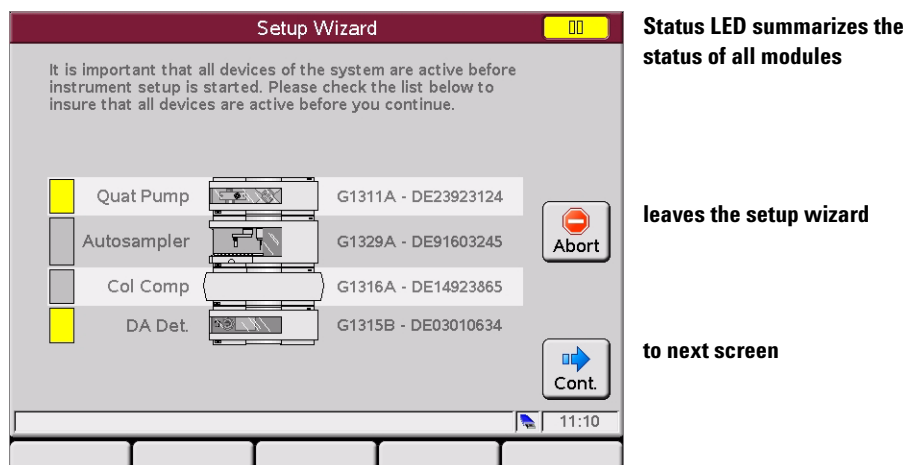 Setup Wizard
Status LED summarizes the
status of all modules
It is important that all devices of the system are active before
instrument setup is started. Please check the list below to
insure that all devices are active before you continue.
Quat Pump G1311A - DE23923124
Autosampler G1329A - DE91603245
Abort
leaves the setup wizard
Col Comp G1316A - DE14923865
DA Det. G1315B - DE03010634
Cont.
to next screen
11:10